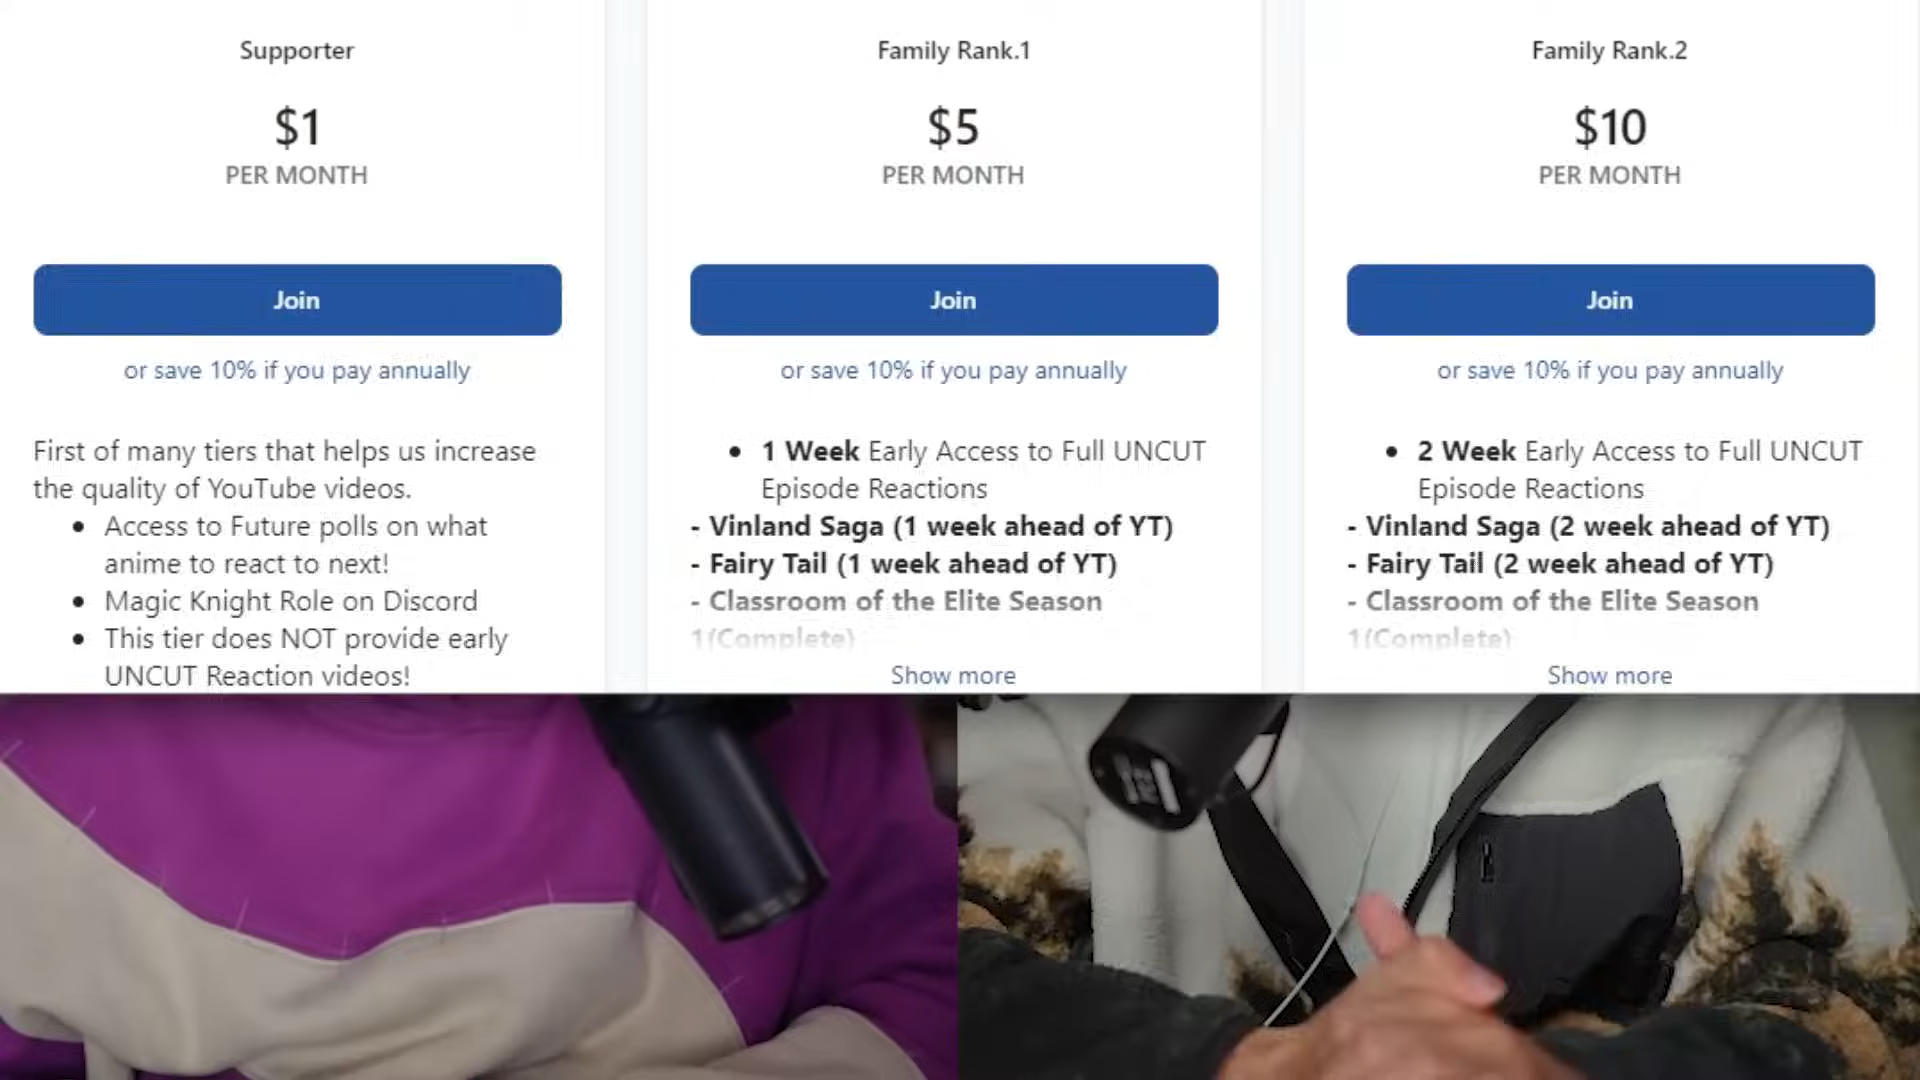 Supporter
$1
PER MONTH
Join
or save 10% if you pay annually
First of many tiers that helps us increase
the quality of YouTube videos.
• Access to Future polls on what
anime to react to next!
• Magic Knight Role on Discord
• This tier does NOT provide early
UNCUT Reaction videos!
Family Rank.1
$5
PER MONTH
Join
or save 10% if you pay annually
• 1 Week Early Access to Full UNCUT
Episode Reactions
- Vinland Saga (1 week ahead of YT)
- Fairy Tail (1 week ahead of YT)
- Classroom of the Elite Season
1(Complete)
Show more
Family Rank.2
$10
PER MONTH
Join
or save 10% if you pay annually
• 2 Week Early Access to Full UNCUT
Episode Reactions
- Vinland Saga (2 week ahead of YT)
- Fairy Tail (2 week ahead of YT)
- Classroom of the Elite Season
1(Complete)
Show more